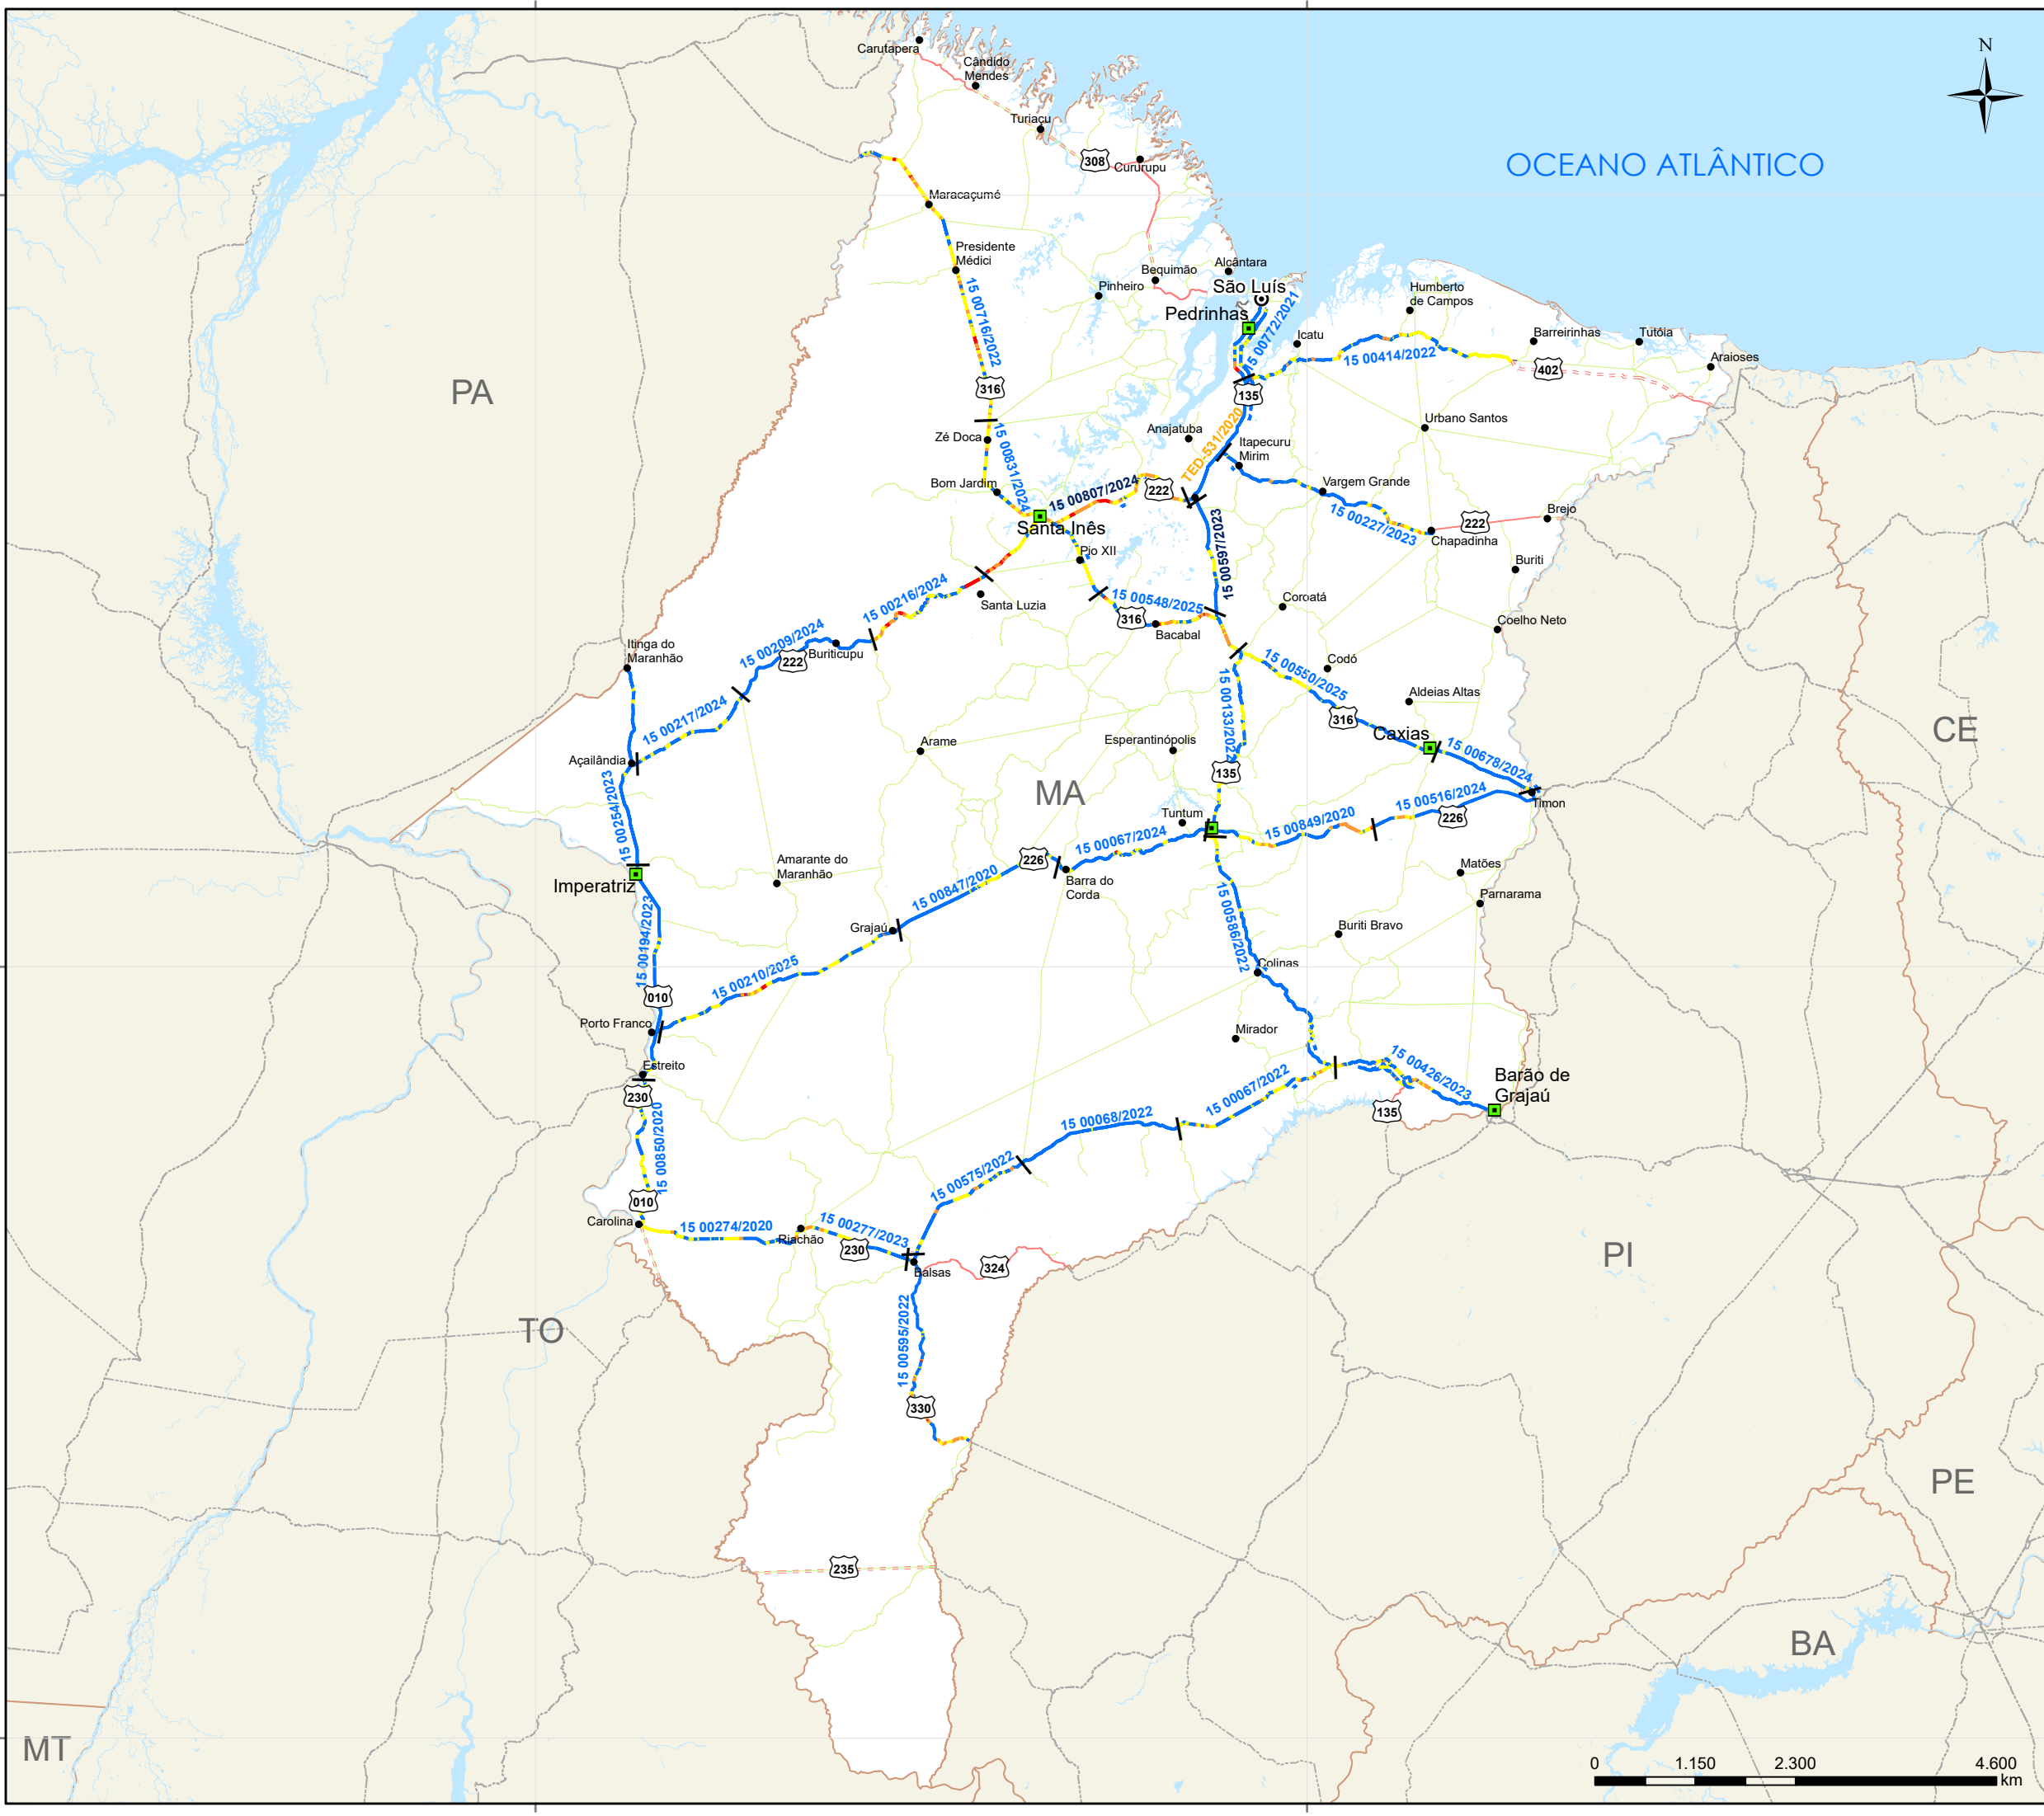 N
Carutapera
Cândido
Mendes
Turiaçu
308
Cururupu
OCEANO ATLÂNTICO
Maracaçumé
Presidente
Médici
15 00716/2022
Pinheiro
Bequimão
Alcântara
São Luís
Pedrinhas
15 00772/2021
Icatu
Humberto
de Campos
Barreirinhas
Tutóia
Araioses
15 00414/2022
402
316
135
PA
Zé Doca
15 00831/2024
Anajatuba
TED-531/2020
Itapecuru
Mirim
Urbano Santos
Bom Jardim
15 00807/2024
222
Vargem Grande
15 00227/2023
222
Chapadinha
Brejo
Santa Inês
Pio XII
15 00597/2023
Buriti
15 00216/2024
Santa Luzia
15 00548/2025
316
Bacabal
Coroatá
Coelho Neto
Itinga do
Maranhão
15 00209/2024
222
Buriticupu
15 00133/2022
15 00550/2025
Codó
Aldeias Altas
316
15 00217/2024
Açailândia
Arame
Esperantinópolis
Caxias
15 00678/2024
CE
15 00254/2023
MA
135
Timon
Tuntum
15 00067/2024
15 00849/2020
15 00516/2024
226
Imperatriz
Amarante do
Maranhão
226
Barra do
Corda
Matões
Parnarama
15 00847/2020
15 00194/2023
Grajaú
15 00586/2022
Buriti Bravo
Colinas
15 00210/2025
010
Porto Franco
Mirador
Estreito
230
15 00426/2023
Barão de
Grajaú
15 00067/2022
135
15 00068/2022
15 00850/2020
15 00575/2022
010
Carolina
15 00274/2020
15 00277/2023
Riachão
230
Balsas
324
PI
TO
15 00595/2022
330
PE
235
BA
MT
0
1.150
2.300
4.600
km